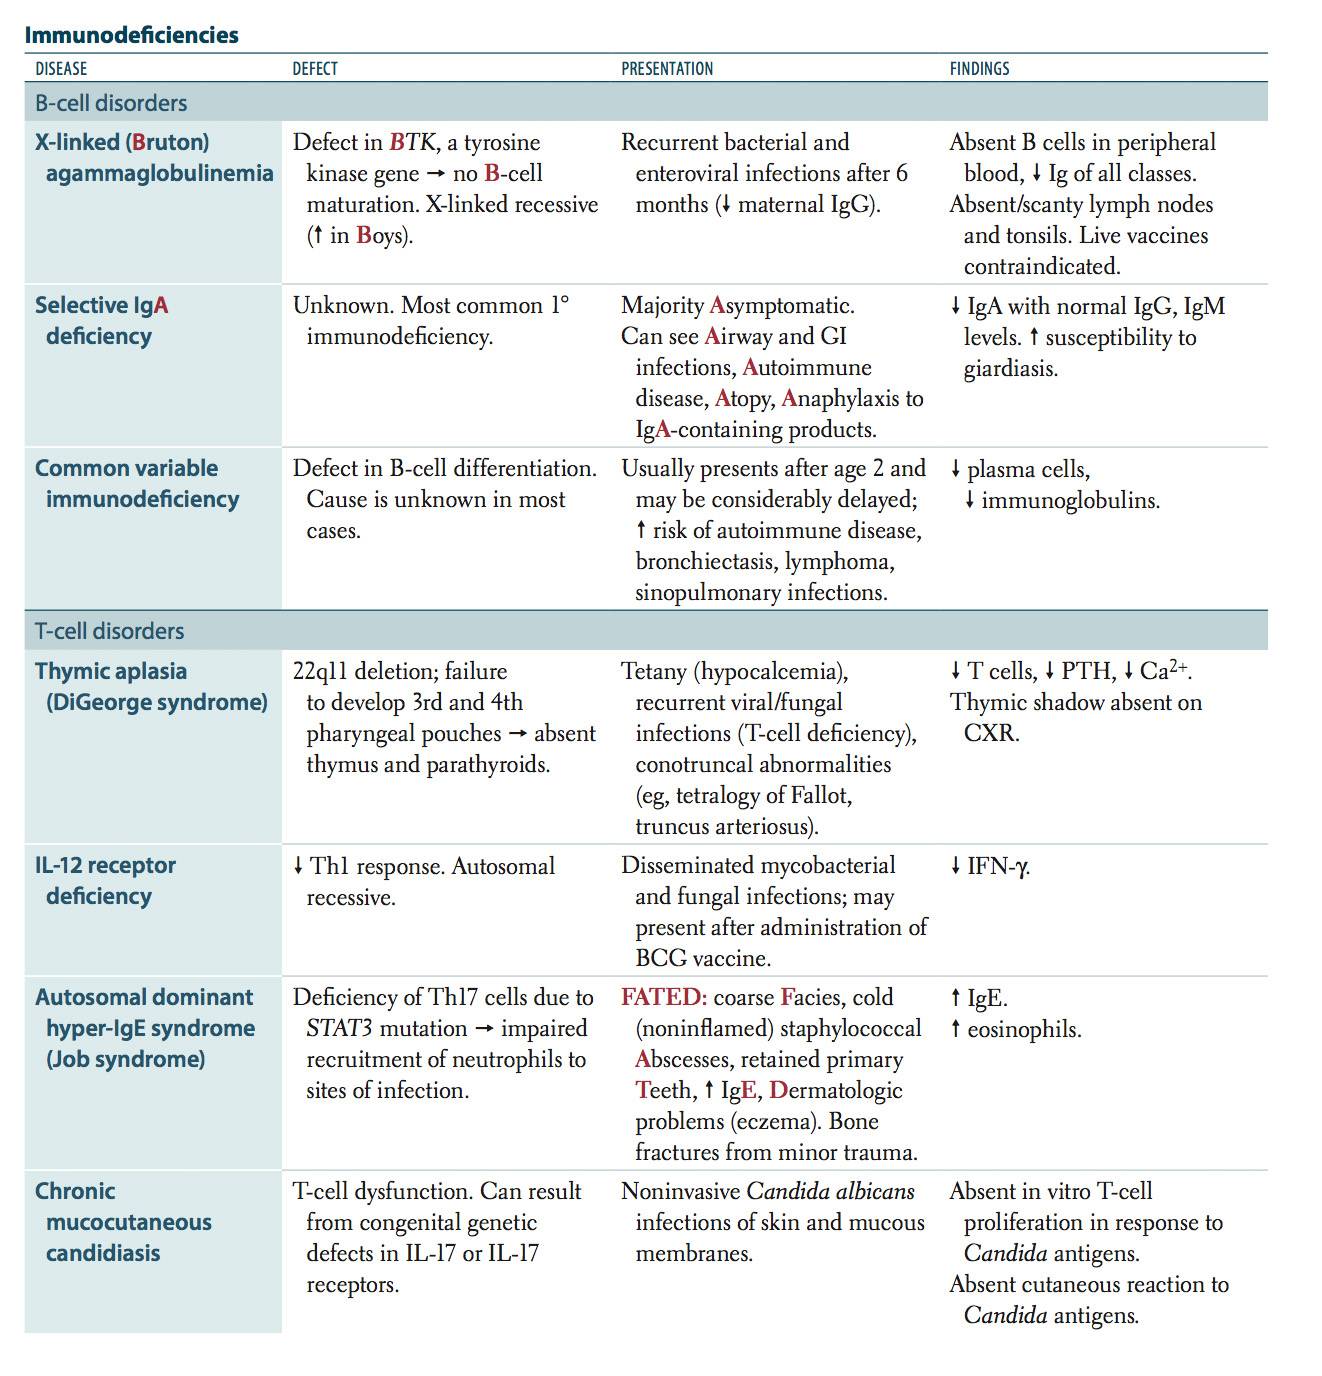 Immunodeficiencies
DISEASE DEFECT PRESENTATION FINDINGS
B-cell disorders
X-linked (Bruton)
agammaglobulinemia
Defect in BTK, a tyrosine
kinase gene → no B-cell
maturation. X-linked recessive
(↑ in Boys).
Recurrent bacterial and
enteroviral infections after 6
months (↓ maternal IgG).
Absent B cells in peripheral
blood, ↓ Ig of all classes.
Absent/scanty lymph nodes
and tonsils. Live vaccines
contraindicated.
Selective IgA
deficiency
Unknown. Most common 1°
immunodeficiency.
Majority Asymptomatic.
Can see Airway and GI
infections, Autoimmune
disease, Atopy, Anaphylaxis to
IgA-containing products.
↓ IgA with normal IgG, IgM
levels. ↑ susceptibility to
giardiasis.
Common variable
immunodeficiency
Defect in B-cell differentiation.
Cause is unknown in most
cases.
Usually presents after age 2 and
may be considerably delayed;
↑ risk of autoimmune disease,
bronchiectasis, lymphoma,
sinopulmonary infections.
↓ plasma cells,
↓ immunoglobulins.
T-cell disorders
Thymic aplasia
(DiGeorge syndrome)
22q11 deletion; failure
to develop 3rd and 4th
pharyngeal pouches → absent
thymus and parathyroids.
Tetany (hypocalcemia),
recurrent viral/fungal
infections (T-cell deficiency),
conotruncal abnormalities
(eg, tetralogy of Fallot,
truncus arteriosus).
↓ T cells, ↓ PTH, ↓ Ca²⁺.
Thymic shadow absent on
CXR.
IL-12 receptor
deficiency
↓ Th1 response. Autosomal
recessive.
Disseminated mycobacterial
and fungal infections; may
present after administration of
BCG vaccine.
↓ IFN-γ.
Autosomal dominant
hyper-IgE syndrome
(Job syndrome)
Deficiency of Th17 cells due to
STAT3 mutation → impaired
recruitment of neutrophils to
sites of infection.
FATED: coarse Facies, cold
(noninflamed) staphylococcal
Abscesses, retained primary
Teeth, ↑ IgE, Dermatologic
problems (eczema). Bone
fractures from minor trauma.
↑ IgE.
↑ eosinophils.
Chronic
mucocutaneous
candidiasis
T-cell dysfunction. Can result
from congenital genetic
defects in IL-17 or IL-17
receptors.
Noninvasive Candida albicans
infections of skin and mucous
membranes.
Absent in vitro T-cell
proliferation in response to
Candida antigens.
Absent cutaneous reaction to
Candida antigens.